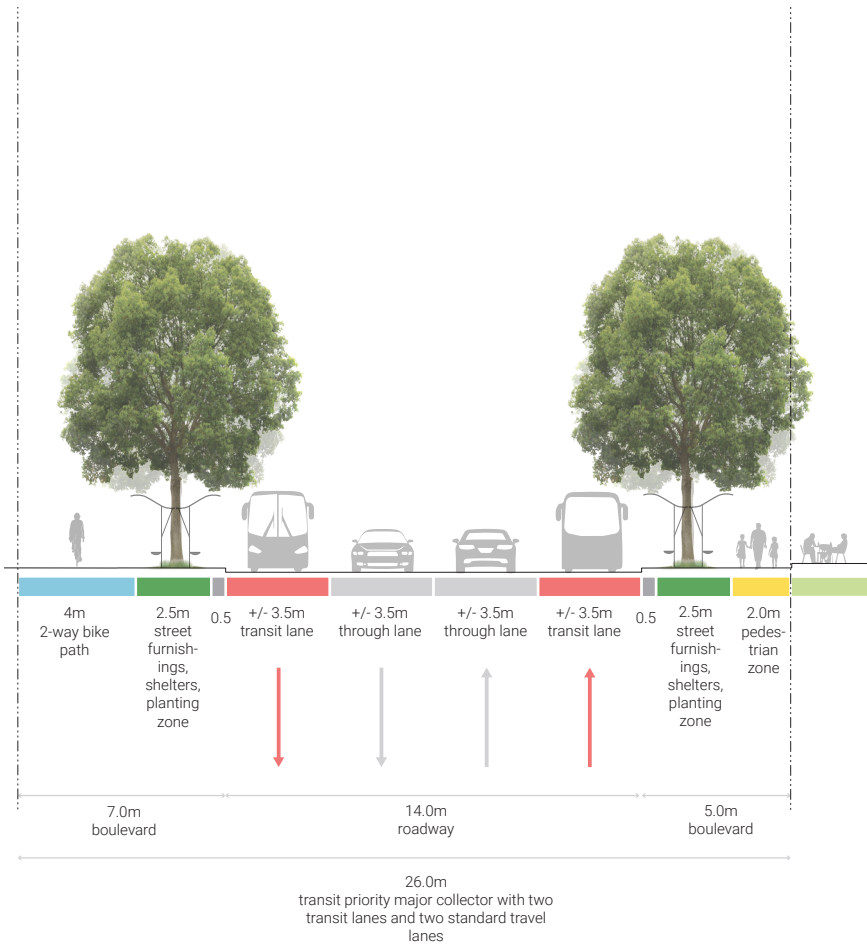 4m
2-way bike
path
2.5m
street
furnish-
ings,
shelters,
planting
zone
0.5
+/- 3.5m
transit lane
+/- 3.5m
through lane
+/- 3.5m
through lane
+/- 3.5m
transit lane
0.5
2.5m
street
furnish-
ings,
shelters,
planting
zone
2.0m
pedes-
trian
zone
7.0m
boulevard
14.0m
roadway
5.0m
boulevard
26.0m
transit priority major collector with two
transit lanes and two standard travel
lanes